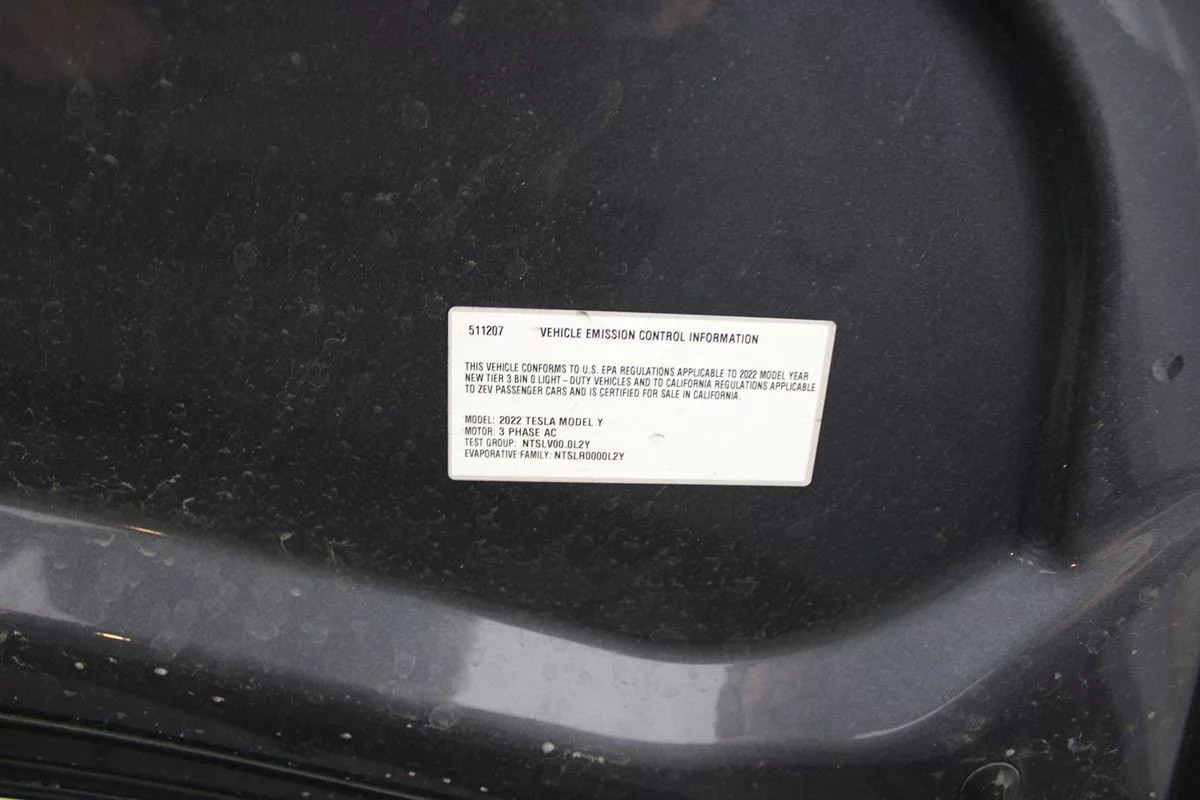 511207 VEHICLE EMISSION CONTROL INFORMATION
THIS VEHICLE CONFORMS TO U.S. EPA REGULATIONS APPLICABLE TO 2022 MODEL YEAR
NEW TIER 3 BIN 0 LIGHT-DUTY VEHICLES AND TO CALIFORNIA REGULATIONS APPLICABLE
TO ZEV PASSENGER CARS AND IS CERTIFIED FOR SALE IN CALIFORNIA.
MODEL: 2022 TESLA MODEL Y
MOTOR: 3 PHASE AC
TEST GROUP: NTSLV00.0L2Y
EVAPORATIVE FAMILY: NTSLR0000L2Y